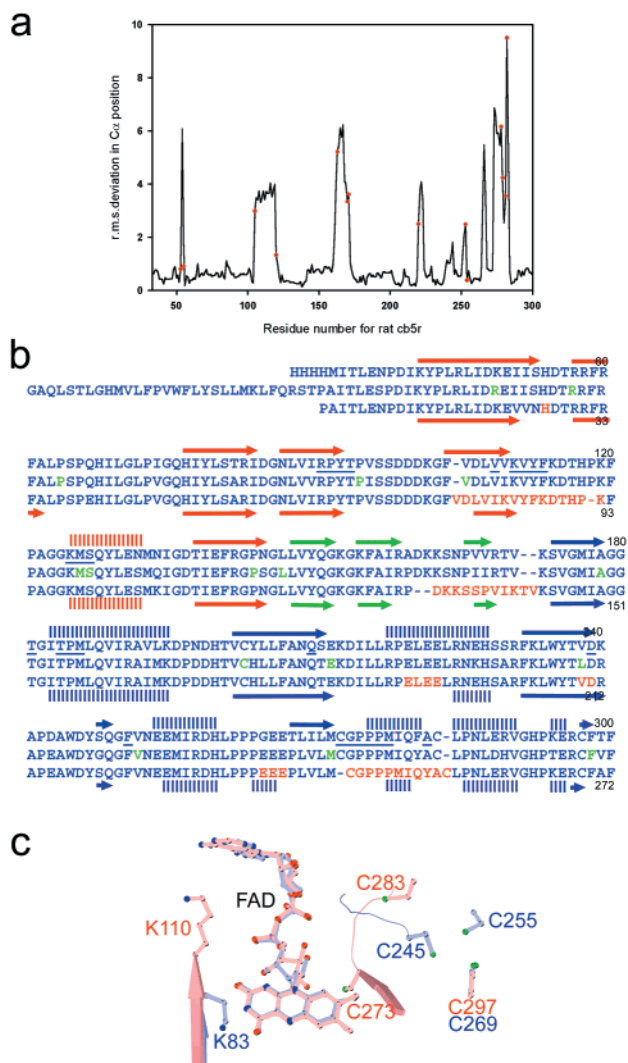 a
10
8
6
4
2
0
r.m.s.deviation in Cα position
50 100 150 200 250 300
Residue number for rat cb5r
b
60
HHHHMITLENPDIKYPLRLIDKEIISHDTRRFR
GAQLSTLGHMVLFPVWFLYSLLMKLFQRSTPAITLESPDIKYPLRLIDREIISHDTRRFR
PAITLENPDIKYPLRLIDKEVVNHDTRRFR
33
120
FALPSPQHILGLPIGQHIYLSTRIDGNLVIRPYTPVSSDDDKGF-VDLVVKVYFKDTHPKF
FALPSPQHILGLPVGQHIYLSARIDGNLVVRPYTPISSDDDKGF-VDLVIKVYFKDTHPKF
FALPSPEHILGLPVGQHIYLSARIDGNLVIRPYTPVSSDDDKGFVDLVIKVYFKDTHP-KF
93
180
PAGGKMSQYLENMNIGDTIEFRGPNGLLVYQGKGKFAIRADKKSNPVVRTV-KSVGMIAGG
PAGGKMSQYLESMQIGDTIEFRGPSGLLVYQGKGKFAIRPDKKSNPIIRTV-KSVGMIAGG
PAGGKMSQYLENMNIGDTIEFRGPNGLLVYQGKGKFAIRP-DKKSSPVIKTVKSVGMIAGG
151
240
TGITPMLQVIRAVLKDPNDHTVCYLLFANQSEKDILLRPELEELRNEHSSRFKLWYTVDK
TGITPMLQVIRAIMKDPDDHTVCHLLFANQTEKDILLRPELEELRNKHSARFKLWYTLDR
TGITPMLQVIRAIMKDPDDHTVCHLLFANQTEKDILLRPELEELRNEHSARFKLWYTVDR
212
300
APDAWDYSQGFVNEEMIRDHLPPPGEETLILMCGPPPMIQFAC-LPNLERVGHPKERCFTF
APEAWDYGQGFVNEEMIRDHLPPPEEEPLVLMCGPPPMIQYAC-LPNLDHVGHPTERCFVF
APEAWDYSQGFVNEEMIRDHLPPPEEEPLVLM-CGPPPMIQYACLPNLERVGHPKERCFAF
272
c
C283
FAD
C255
K110
C245
C273
C297
K83
C269